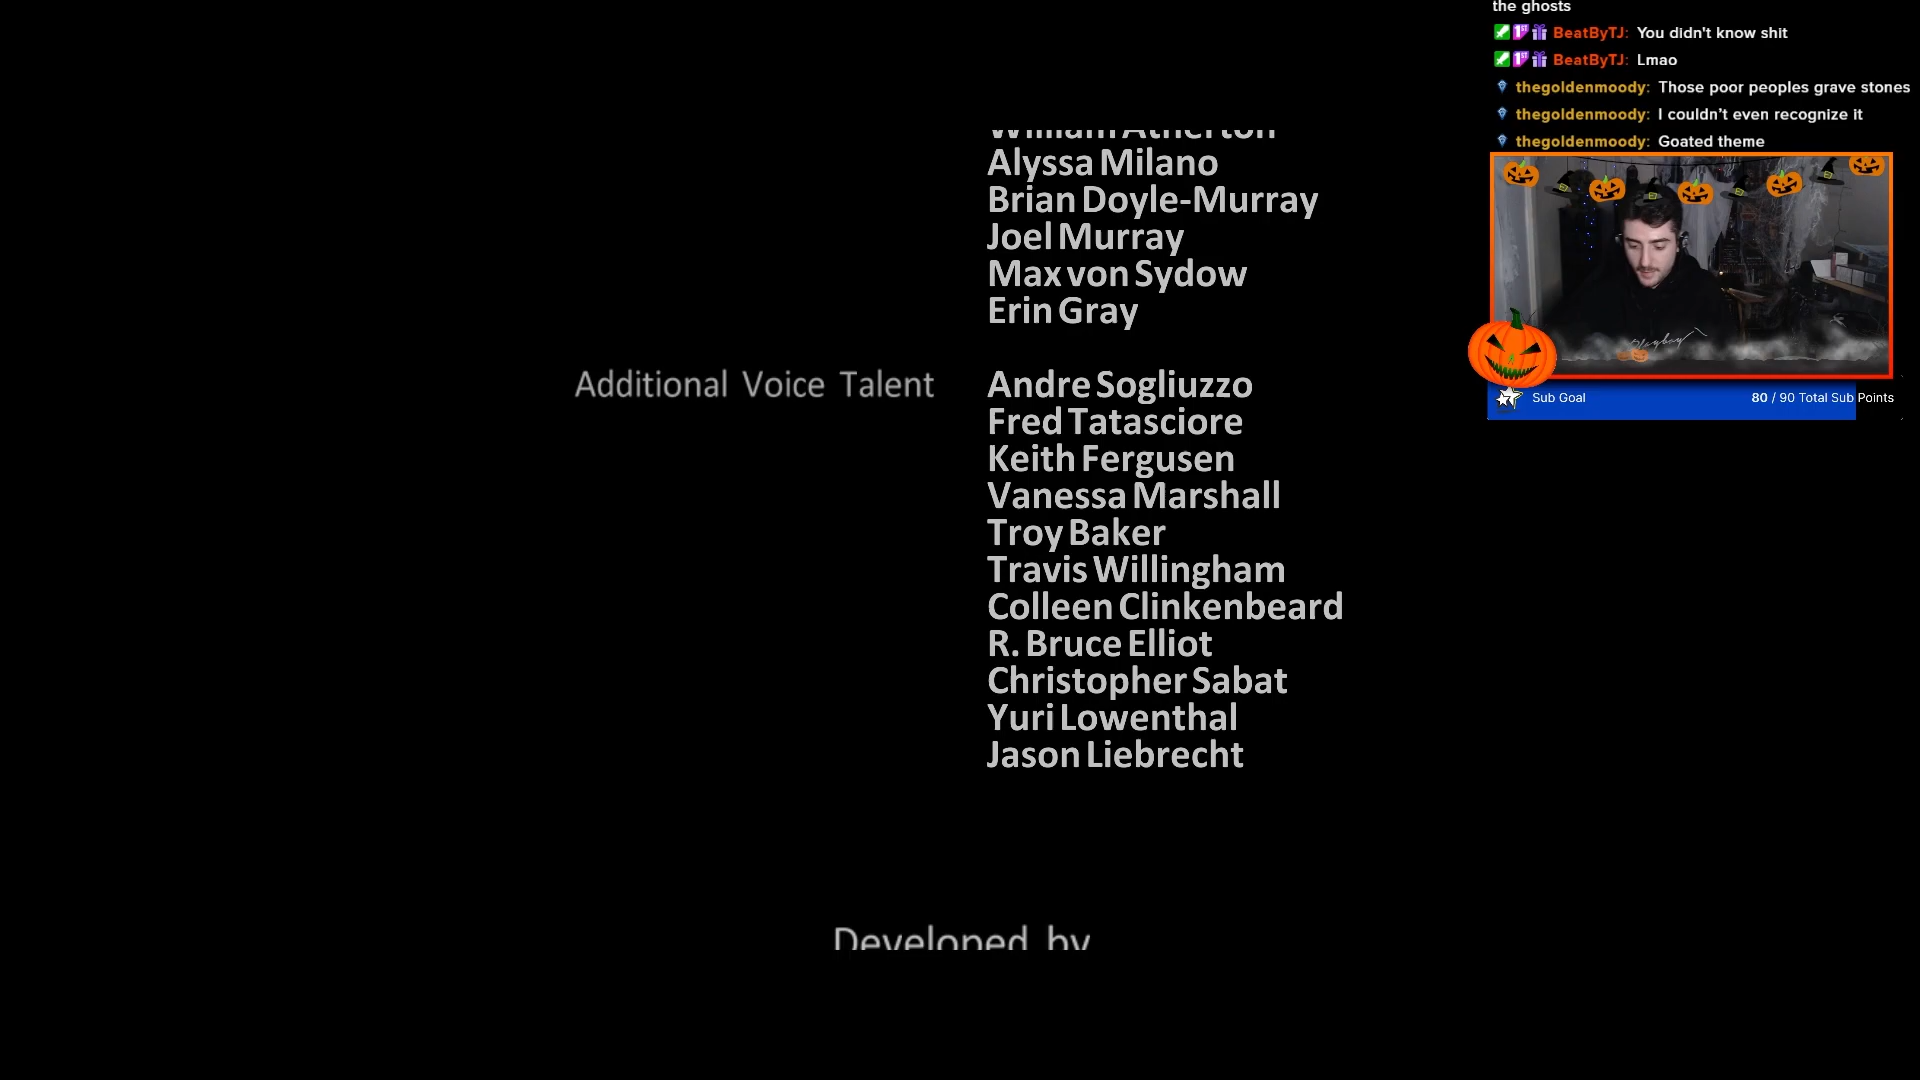 the ghosts
BeatByTJ: You didn't know shit
BeatByTJ: Lmao
thegoldenmoody: Those poor peoples grave stones
thegoldenmoody: I couldn’t even recognize it
thegoldenmoody: Goated theme
William Atherton
Alyssa Milano
Brian Doyle-Murray
Joel Murray
Max von Sydow
Erin Gray
Additional Voice Talent Andre Sogliuzzo
Fred Tatasciore
Keith Fergusen
Vanessa Marshall
Troy Baker
Travis Willingham
Colleen Clinkenbeard
R. Bruce Elliot
Christopher Sabat
Yuri Lowenthal
Jason Liebrecht
Developed by
Playboy
Sub Goal 80 / 90 Total Sub Points